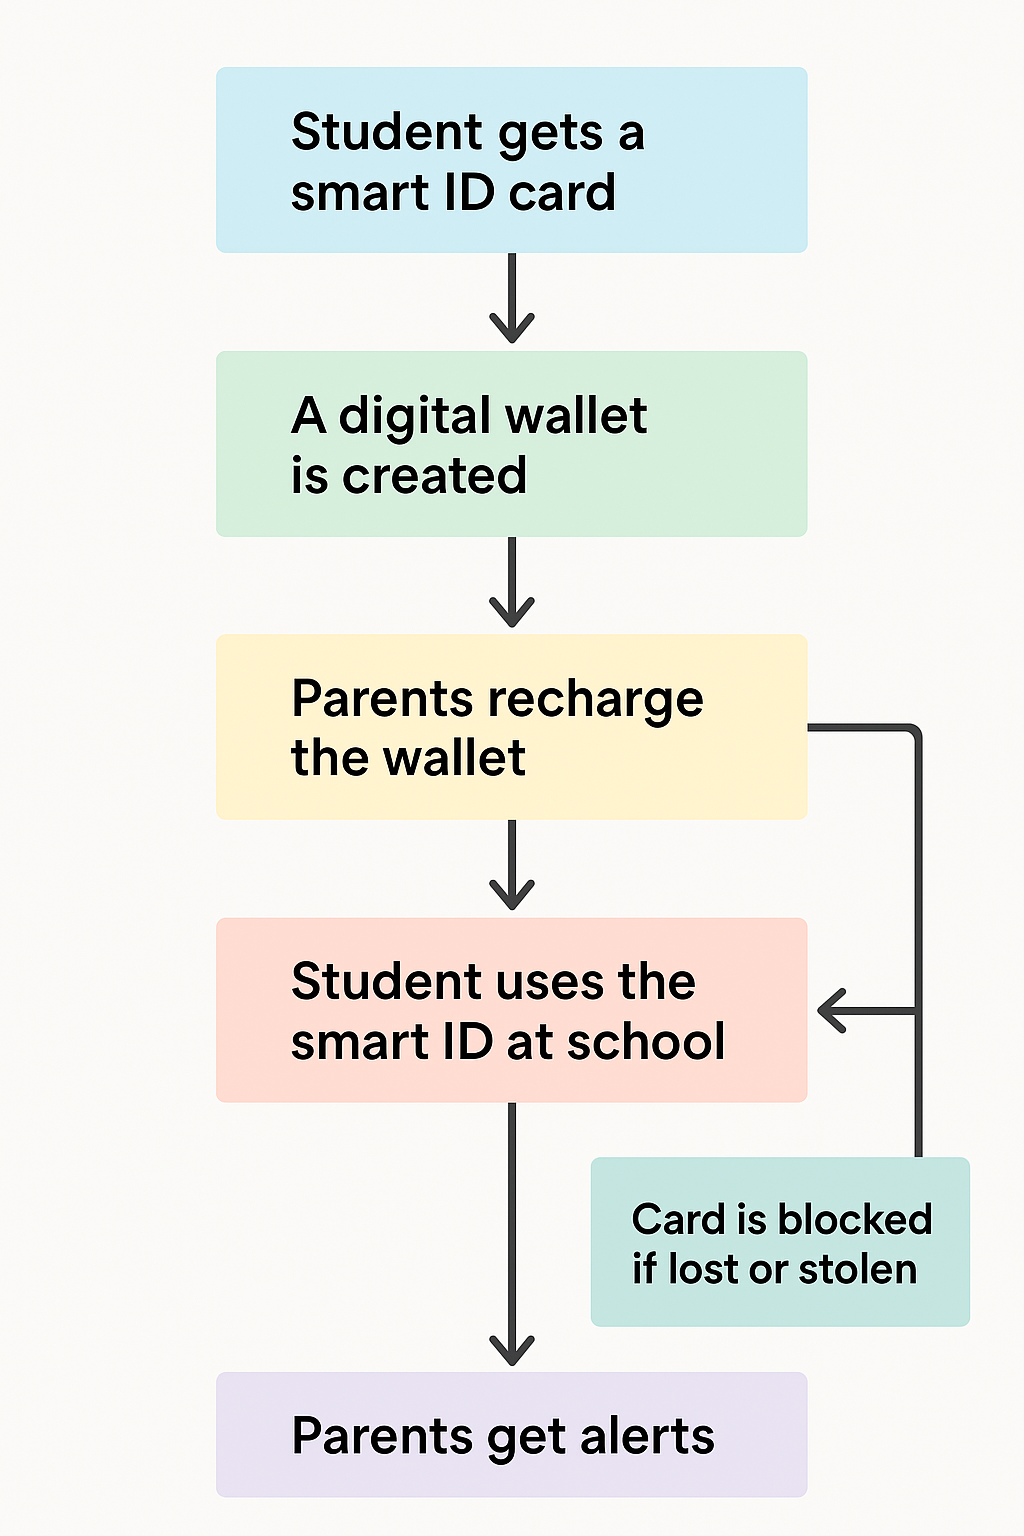 Student gets a
smart ID card
A digital wallet
is created
Parents recharge
the wallet
Student uses the
smart ID at school
Card is blocked
if lost or stolen
Parents get alerts